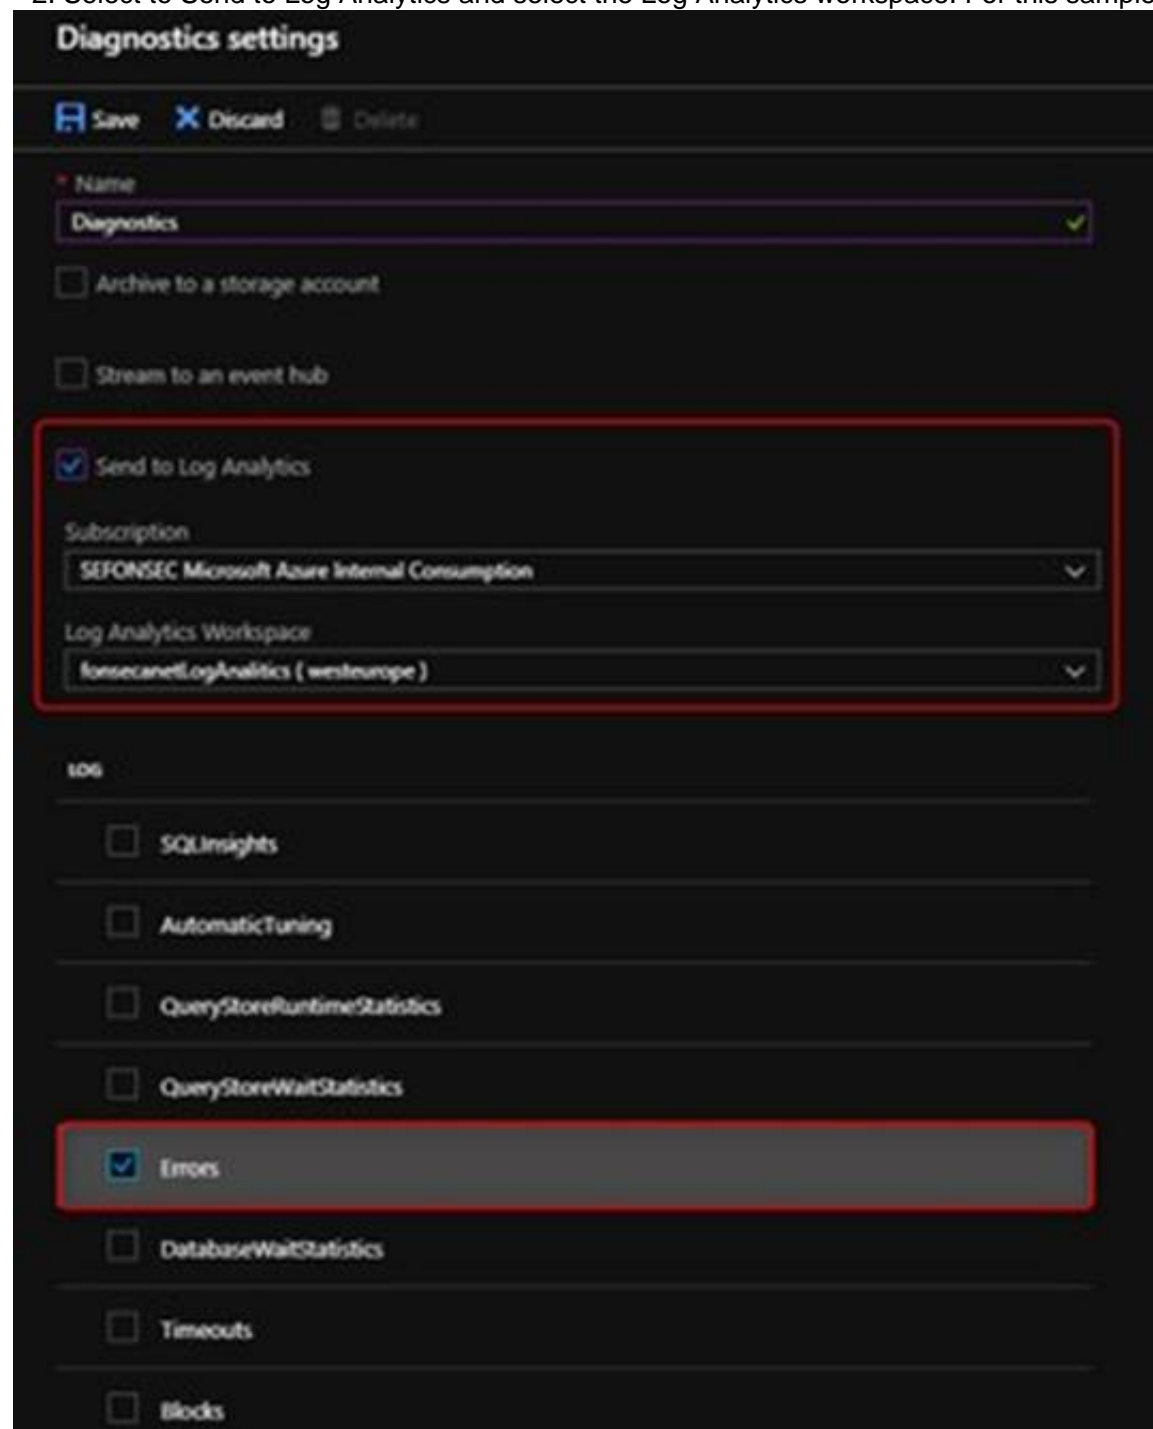 2. Select to Send to Log Analytics and select the Log Analytics workspace. For this sample
Diagnostics settings
Save Discard Delete
* Name
Diagnostics
Archive to a storage account
Stream to an event hub
Send to Log Analytics
Subscription
SEFONSEC Microsoft Azure Internal Consumption
Log Analytics Workspace
fonsecanetLogAnalitics ( westeurope )
LOG
SQLInsights
AutomaticTuning
QueryStoreRuntimeStatistics
QueryStoreWaitStatistics
Errors
DatabaseWaitStatistics
Timeouts
Blocks